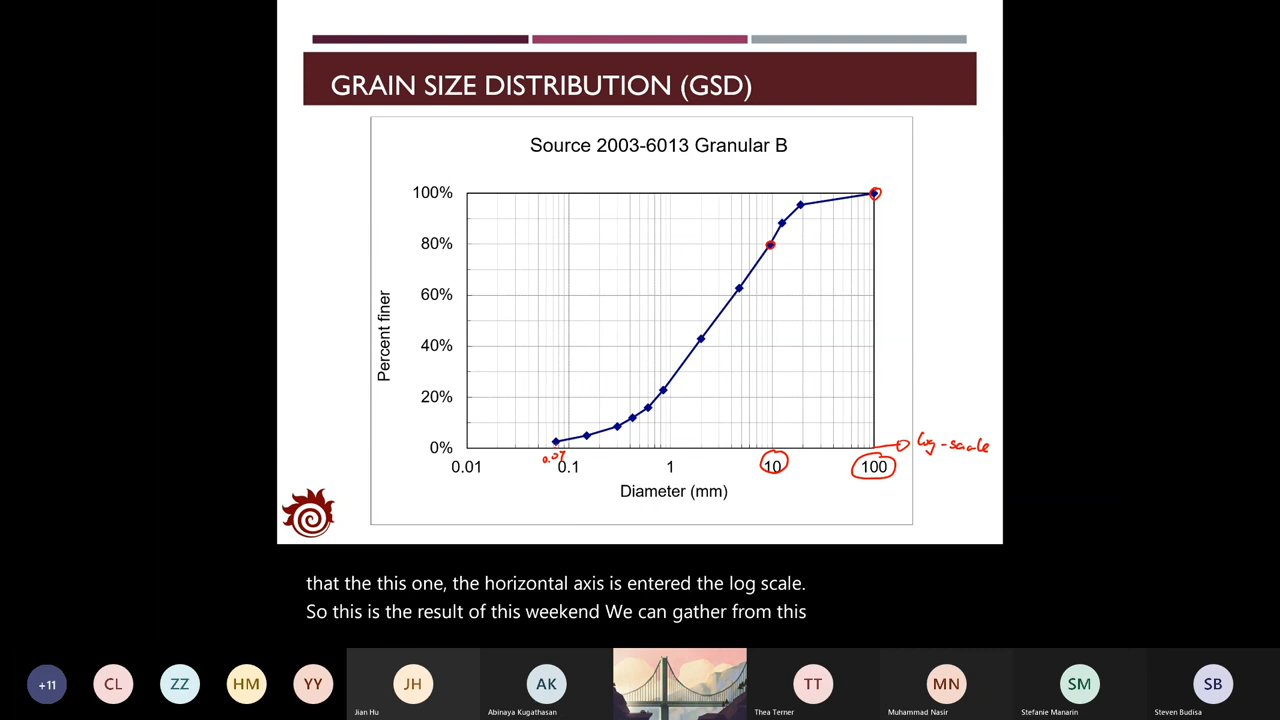 GRAIN SIZE DISTRIBUTION (GSD)
Source 2003-6013 Granular B
100%
80%
60%
40%
20%
0%
Percent finer
0.07
log-scale
0.01 0.1 1 10 100
Diameter (mm)
that the this one, the horizontal axis is entered the log scale.
So this is the result of this weekend We can gather from this
+11 CL ZZ HM YY JH AK TT MN SM SB
Jian Hu Abinaya Kugathasan Thea Terner Muhammad Nasir Stefanie Manarin Steven Budisa